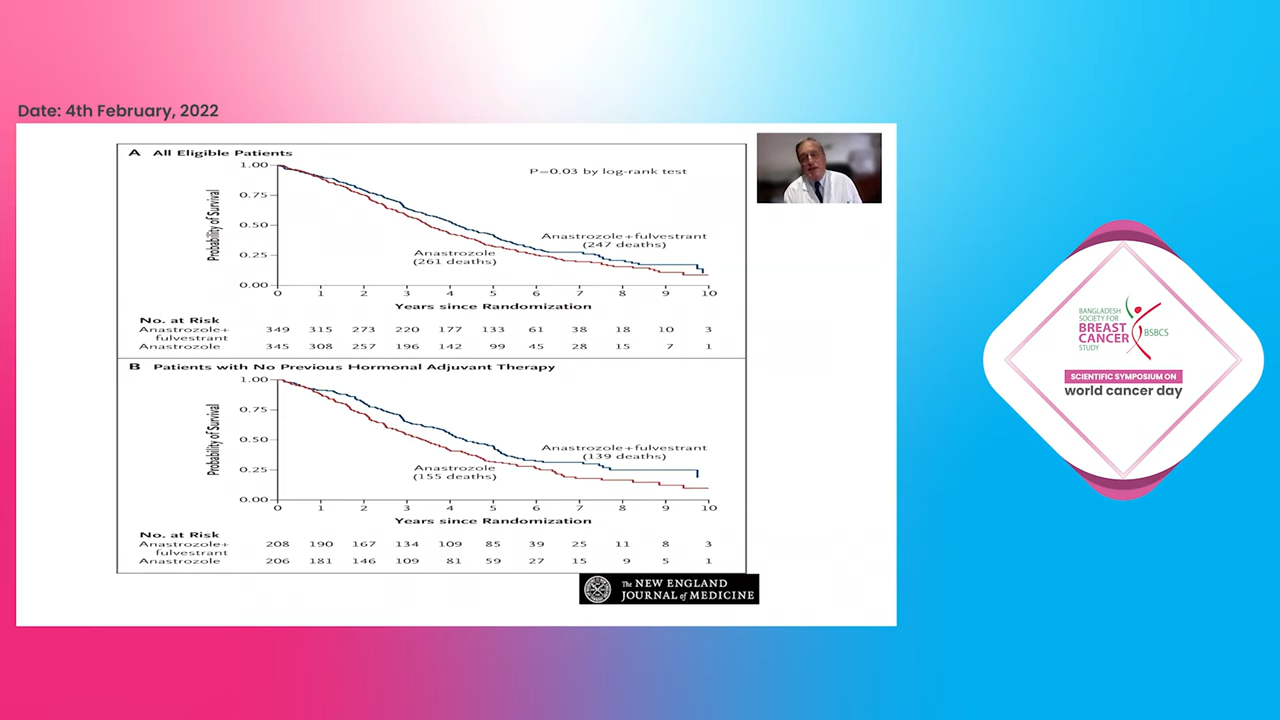 Date: 4th February, 2022
A All Eligible Patients
P=0.03 by log-rank test
Probability of Survival
1.00
0.75
0.50
0.25
0.00
Anastrozole+fulvestrant
(247 deaths)
Anastrozole
(261 deaths)
0 1 2 3 4 5 6 7 8 9 10
Years since Randomization
No. at Risk
Anastrozole+
fulvestrant
349 315 273 220 177 133 61 38 18 10 3
Anastrozole 345 308 257 196 142 99 45 28 15 7 1
B Patients with No Previous Hormonal Adjuvant Therapy
Probability of Survival
1.00
0.75
0.50
0.25
0.00
Anastrozole+fulvestrant
(139 deaths)
Anastrozole
(155 deaths)
0 1 2 3 4 5 6 7 8 9 10
Years since Randomization
No. at Risk
Anastrozole+
fulvestrant
208 190 167 134 109 85 39 25 11 8 3
Anastrozole 206 181 146 109 81 59 27 15 9 5 1
The NEW ENGLAND
JOURNAL of MEDICINE
BANGLADESH
SOCIETY FOR
BREAST
CANCER
STUDY
BSBCS
SCIENTIFIC SYMPOSIUM ON
world cancer day